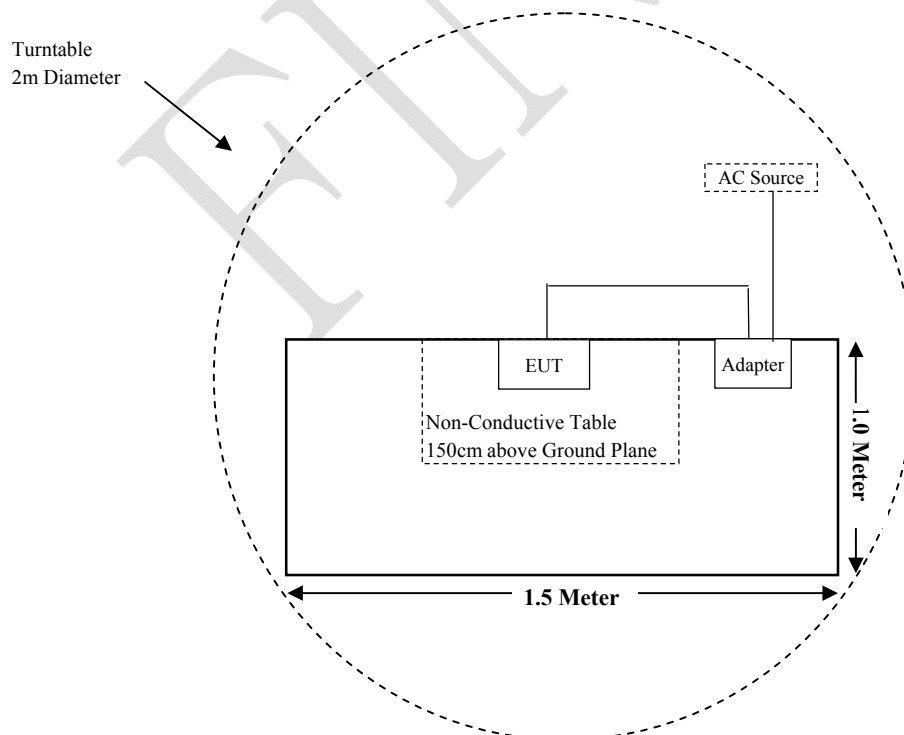 Turntable
2m Diameter
AC Source
EUT
Adapter
Non-Conductive Table
150cm above Ground Plane
1.0 Meter
1.5 Meter